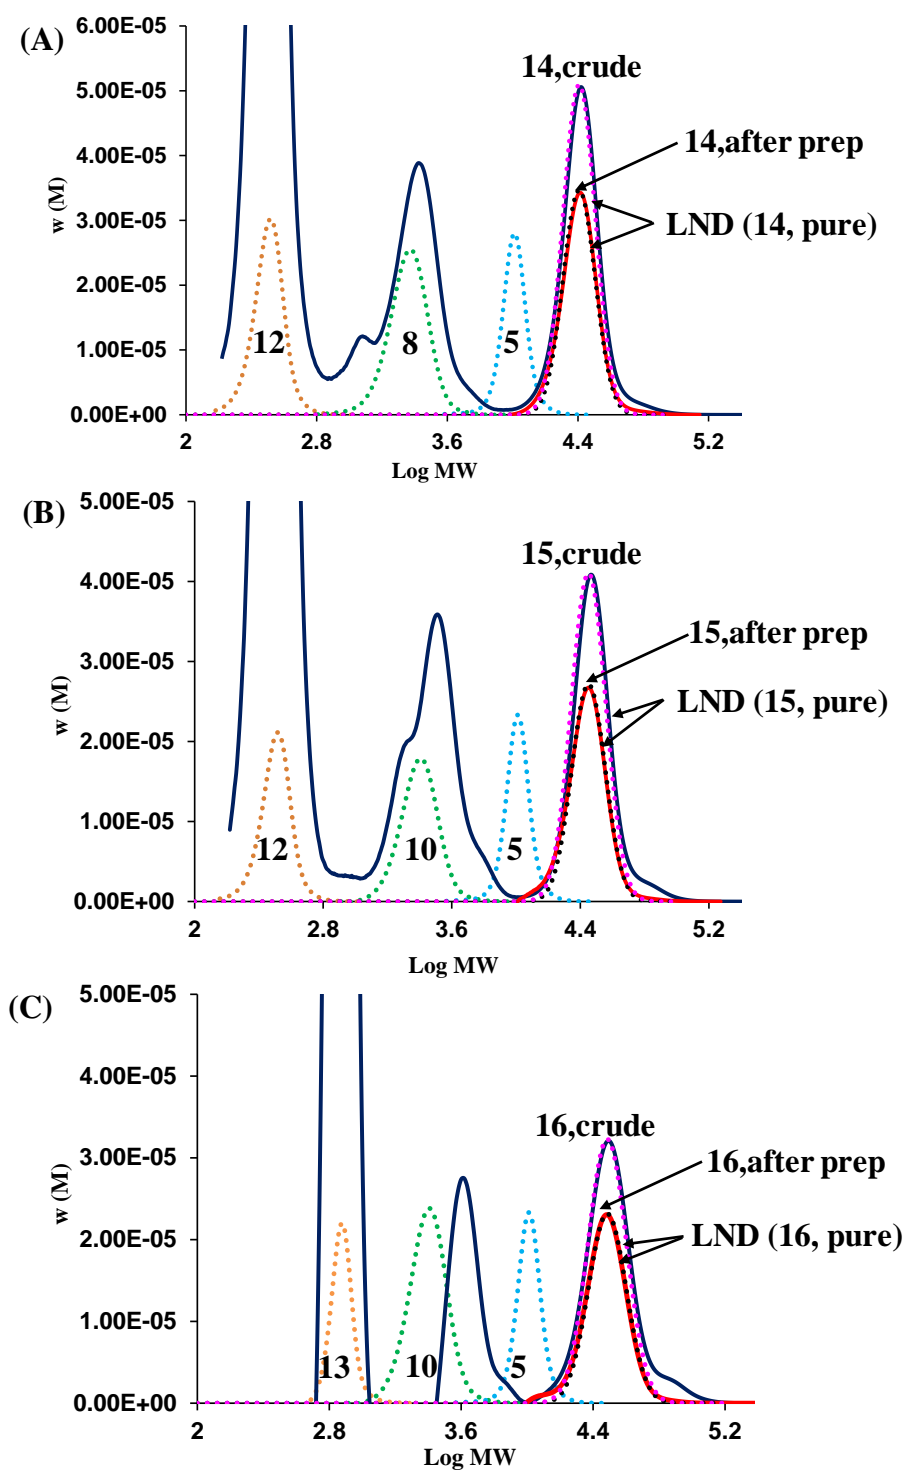 (A)
6.00E-05
5.00E-05
4.00E-05
3.00E-05
2.00E-05
1.00E-05
0.00E+00
w (M)
14,crude
14,after prep
LND (14, pure)
12
8
5
2
2.8
3.6
4.4
5.2
Log MW
(B)
5.00E-05
4.00E-05
3.00E-05
2.00E-05
1.00E-05
0.00E+00
w (M)
15,crude
15,after prep
LND (15, pure)
12
10
5
2
2.8
3.6
4.4
5.2
Log MW
(C)
5.00E-05
4.00E-05
3.00E-05
2.00E-05
1.00E-05
0.00E+00
w (M)
16,crude
16,after prep
LND (16, pure)
13
10
5
2
2.8
3.6
4.4
5.2
Log MW